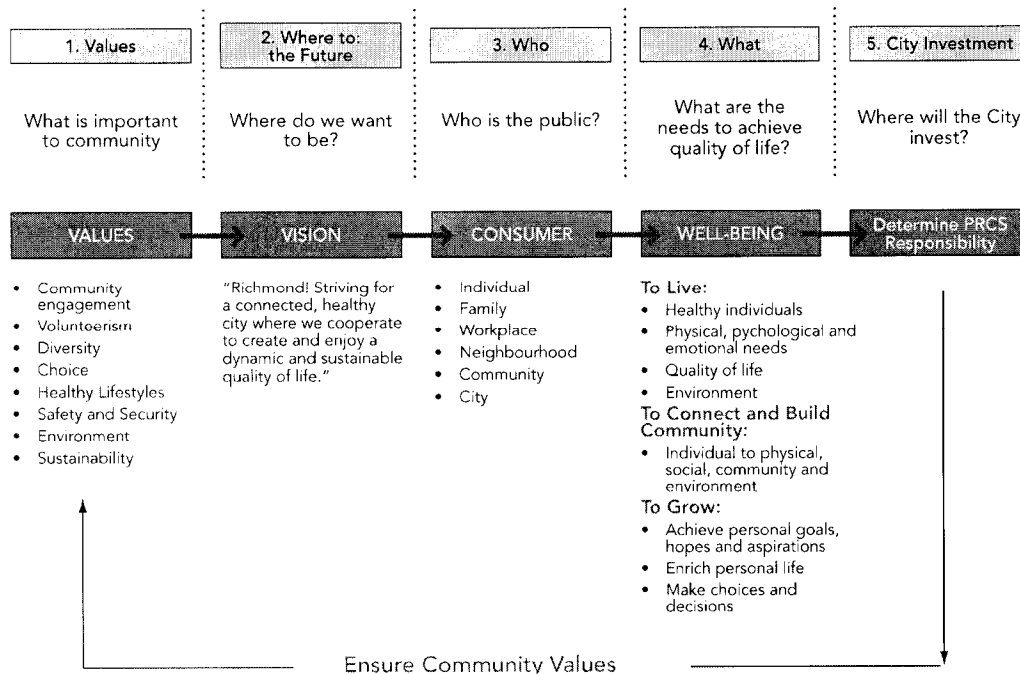 1. Values
2. Where to:
the Future
3. Who
4. What
5. City Investment
What is important
to community
Where do we want
to be?
Who is the public?
What are the
needs to achieve
quality of life?
Where will the City
invest?
VALUES
VISION
CONSUMER
WELL-BEING
Determine PRCS
Responsibility
• Community
engagement
• Volunteerism
• Diversity
• Choice
• Healthy Lifestyles
• Safety and Security
• Environment
• Sustainability
"Richmond! Striving for
a connected, healthy
city where we cooperate
to create and enjoy a
dynamic and sustainable
quality of life."
• Individual
• Family
• Workplace
• Neighbourhood
• Community
• City
To Live:
• Healthy individuals
• Physical, pychological and
emotional needs
• Quality of life
• Environment
To Connect and Build
Community:
• Individual to physical,
social, community and
environment
To Grow:
• Achieve personal goals,
hopes and aspirations
• Enrich personal life
• Make choices and
decisions
Ensure Community Values